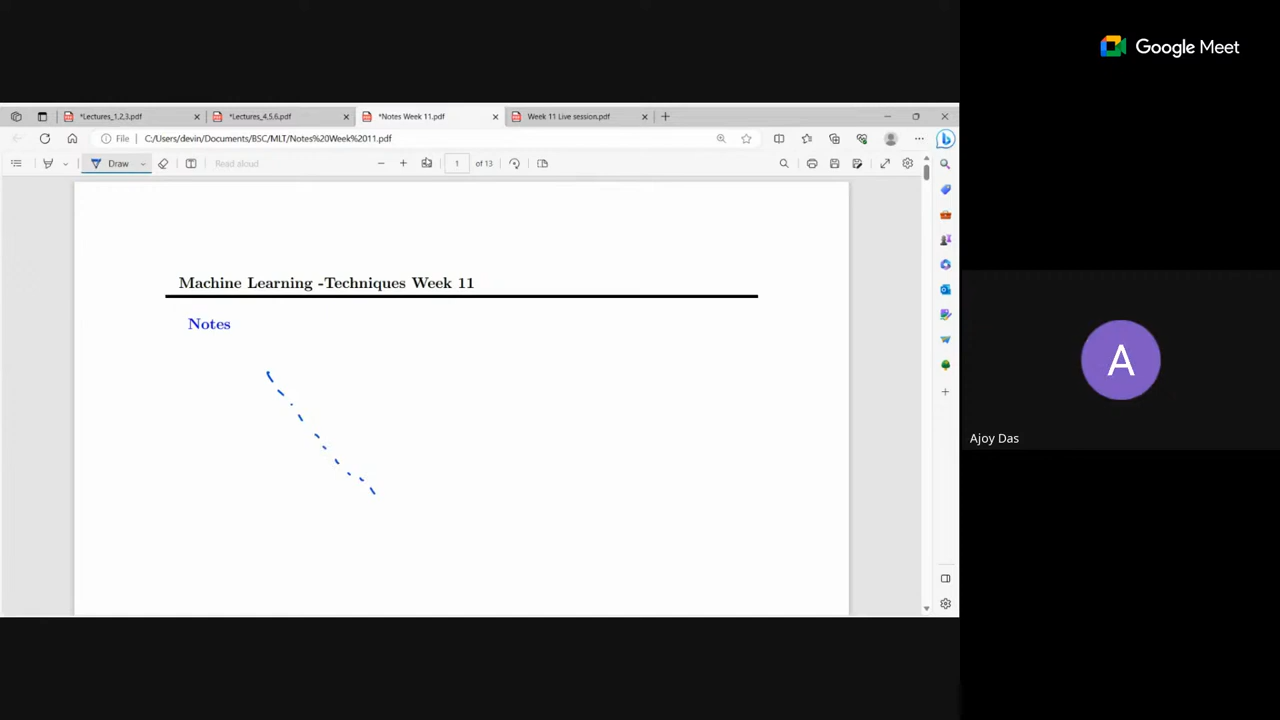 Google Meet
*Lectures_1,2,3.pdf
*Lectures_4,5,6.pdf
*Notes Week 11.pdf
Week 11 Live session.pdf
File
C:/Users/devin/Documents/BSC/MLT/Notes%20Week%2011.pdf
Draw
Read aloud
1
of 13
Machine Learning -Techniques Week 11
Notes
A
Ajoy Das